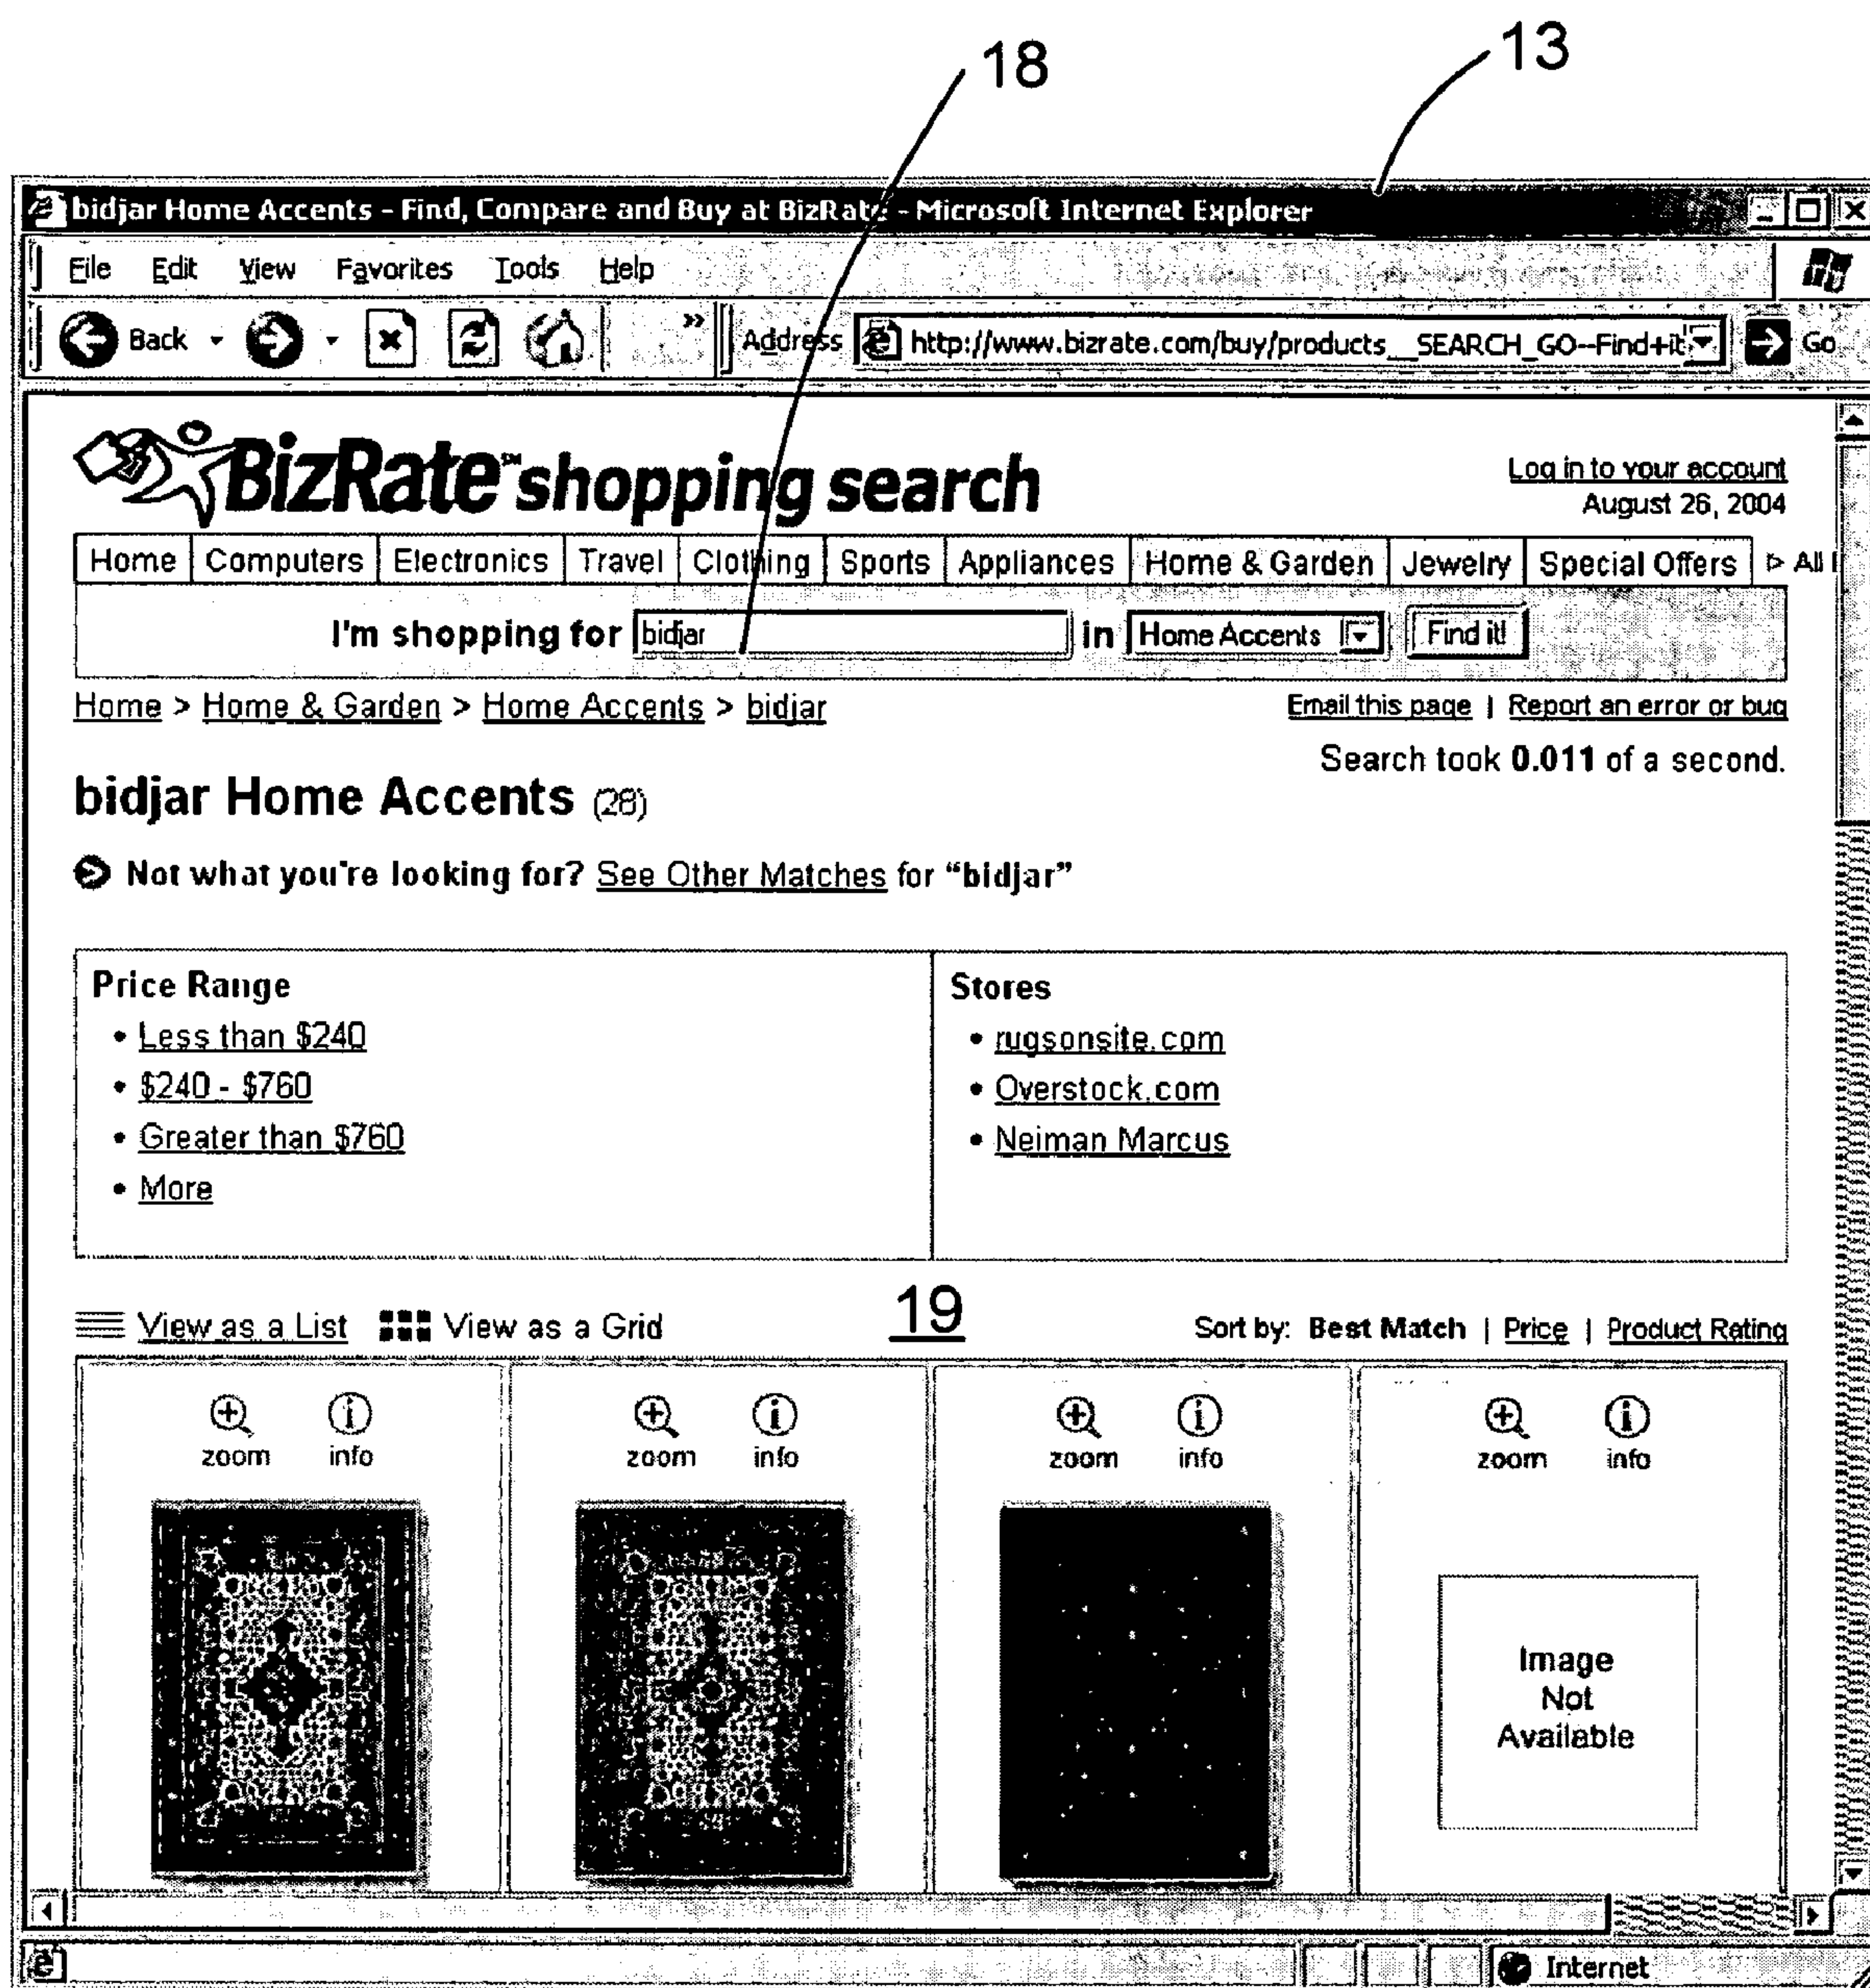 18
13
bidjar Home Accents - Find, Compare and Buy at BizRate - Microsoft Internet Explorer
File Edit View Favorites Tools Help
Back » Address http://www.bizrate.com/buy/products__SEARCH_GO--Find+it Go
BizRate™ shopping search
Log in to your account
August 26, 2004
Home Computers Electronics Travel Clothing Sports Appliances Home & Garden Jewelry Special Offers All
I'm shopping for bidjar in Home Accents Find it!
Home > Home & Garden > Home Accents > bidjar Email this page | Report an error or bug
Search took 0.011 of a second.
bidjar Home Accents (28)
Not what you're looking for? See Other Matches for “bidjar”
Price Range Stores
• Less than $240 • rugsonsite.com
• $240 - $760 • Overstock.com
• Greater than $760 • Neiman Marcus
• More
View as a List View as a Grid 19 Sort by: Best Match | Price | Product Rating
zoom info zoom info zoom info zoom info
Image
Not
Available
Internet